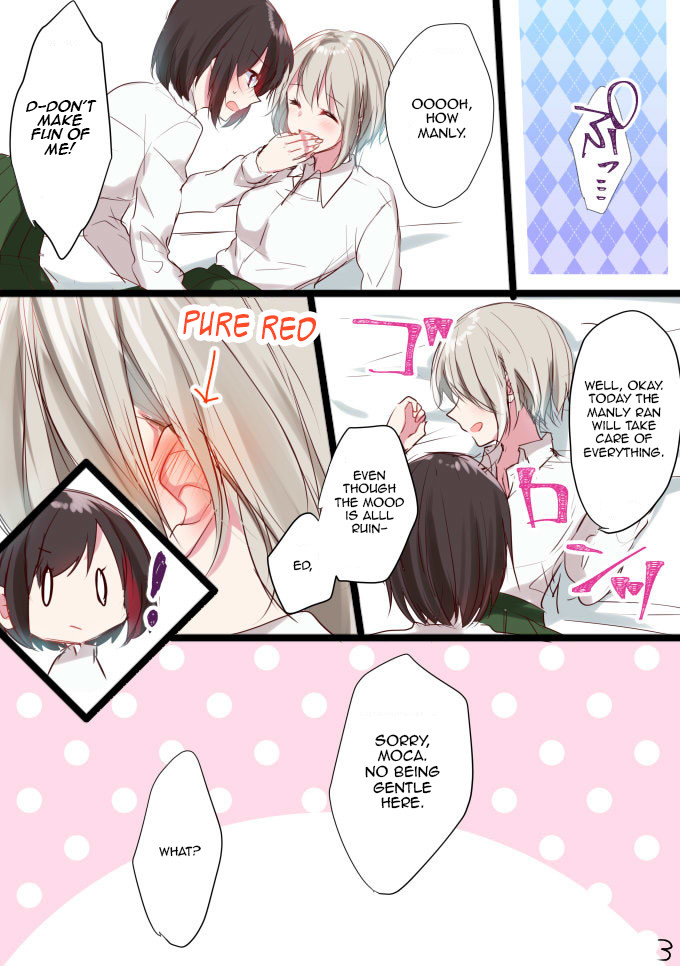 ぷっ…
OOOOH,
HOW
MANLY.
D-DON'T
MAKE
FUN OF
ME!
WELL, OKAY.
TODAY THE
MANLY RAN
WILL TAKE
CARE OF
EVERYTHING.
ゴ
ロ
ンッ
EVEN
THOUGH
THE MOOD
IS ALLL
RUIN-
ED,
PURE RED
!
SORRY,
MOCA.
NO BEING
GENTLE
HERE.
WHAT?
3